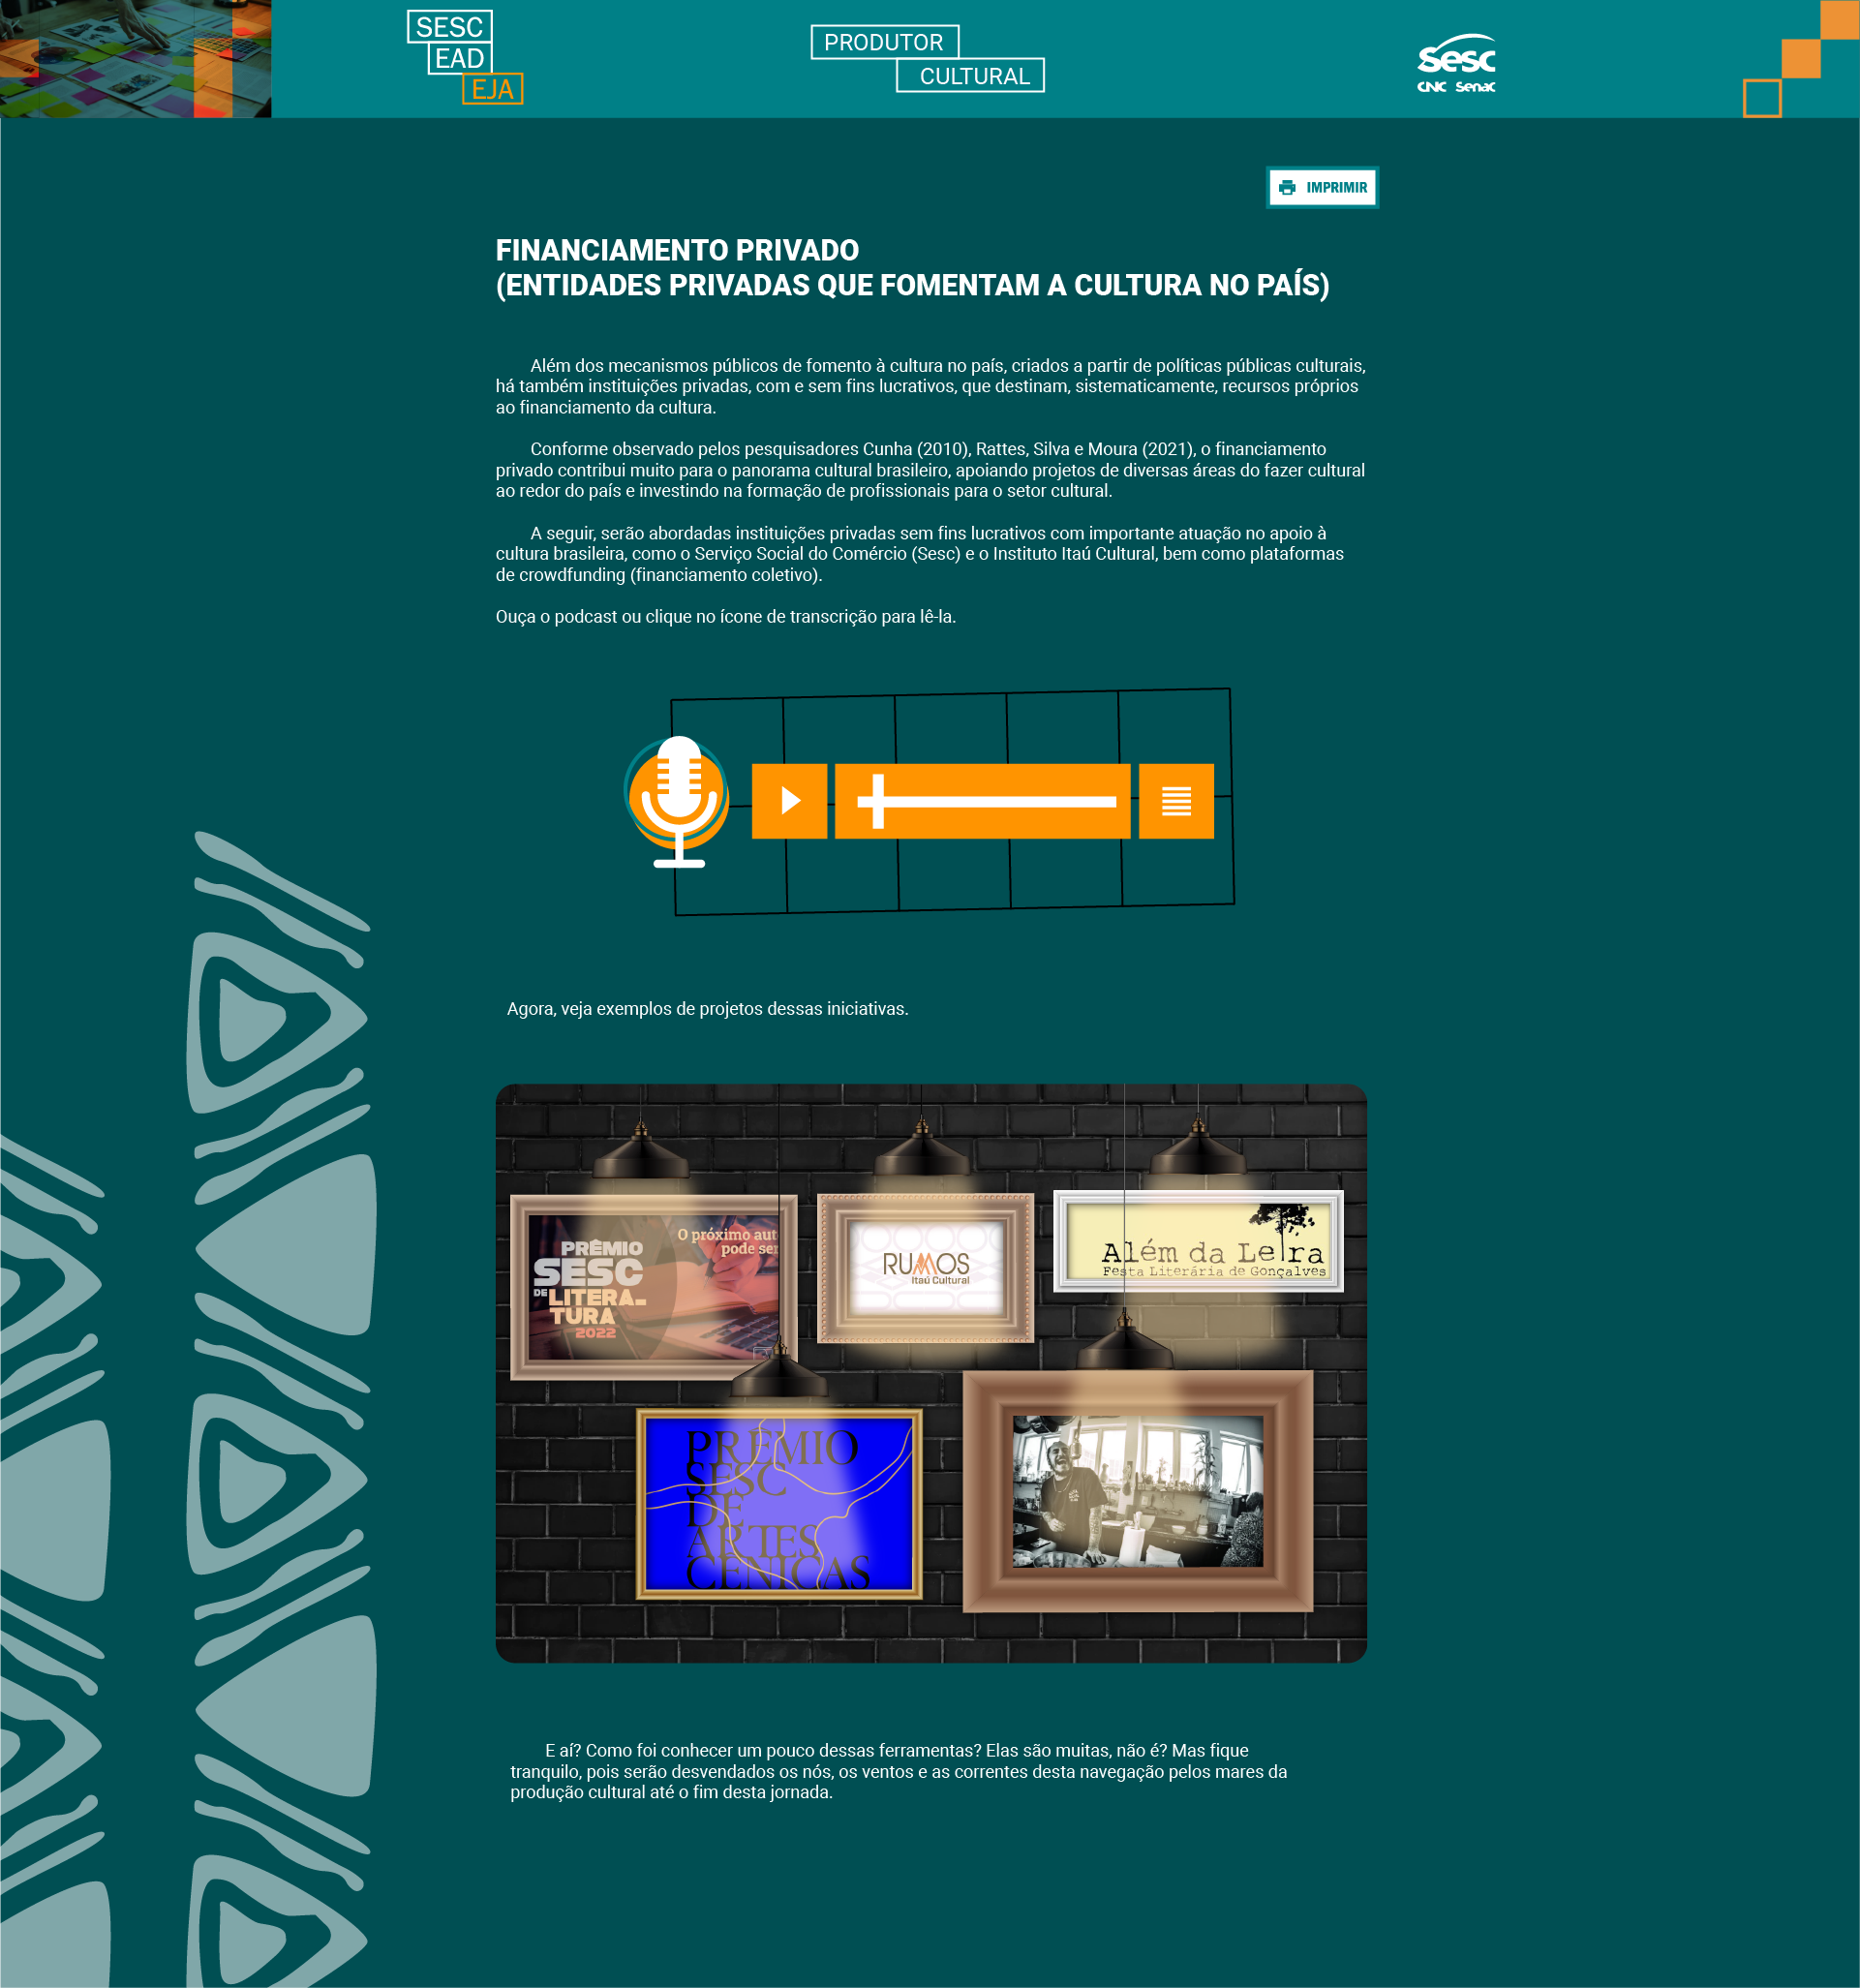 SESC
EAD
EJA
PRODUTOR
CULTURAL
Sesc
CNC Senac
IMPRIMIR
FINANCIAMENTO PRIVADO
(ENTIDADES PRIVADAS QUE FOMENTAM A CULTURA NO PAÍS)
Além dos mecanismos públicos de fomento à cultura no país, criados a partir de políticas públicas culturais,
há também instituições privadas, com e sem fins lucrativos, que destinam, sistematicamente, recursos próprios
ao financiamento da cultura.
Conforme observado pelos pesquisadores Cunha (2010), Rattes, Silva e Moura (2021), o financiamento
privado contribui muito para o panorama cultural brasileiro, apoiando projetos de diversas áreas do fazer cultural
ao redor do país e investindo na formação de profissionais para o setor cultural.
A seguir, serão abordadas instituições privadas sem fins lucrativos com importante atuação no apoio à
cultura brasileira, como o Serviço Social do Comércio (Sesc) e o Instituto Itaú Cultural, bem como plataformas
de crowdfunding (financiamento coletivo).
Ouça o podcast ou clique no ícone de transcrição para lê-la.
Agora, veja exemplos de projetos dessas iniciativas.
O próximo aut
pode ser
PRÊMIO
SESC
DE LITERA-
TURA
2022
RUMOS
Itaú Cultural
Além da Letra
Festa Literária de Gonçalves
PRÊMIO
SESC
DE
ARTES
CÊNICAS
E aí? Como foi conhecer um pouco dessas ferramentas? Elas são muitas, não é? Mas fique
tranquilo, pois serão desvendados os nós, os ventos e as correntes desta navegação pelos mares da
produção cultural até o fim desta jornada.